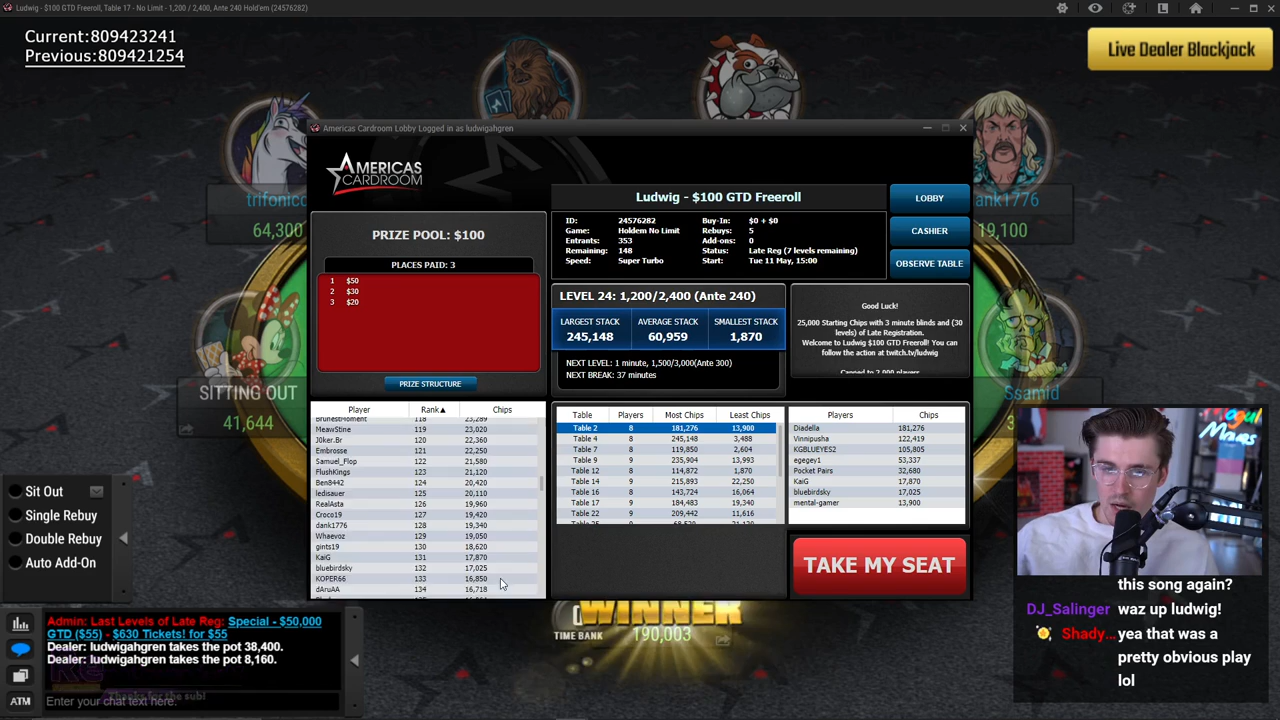 Ludwig - $100 GTD Freeroll, Table 17 - No Limit - 1,200 / 2,400 - Ante 240 Hold'em (24576282)
Current:809423241
Previous:809421254
Live Dealer Blackjack
Americas Cardroom Lobby Logged in as ludwigahgren
AMERICAS
CARDROOM
Ludwig - $100 GTD Freeroll
LOBBY
CASHIER
OBSERVE TABLE
ID: 24576282 Buy-In: $0 + $0
Game: Holdem No Limit Rebuys: 5
Entrants: 353 Add-ons: 0
Remaining: 148 Status: Late Reg (7 levels remaining)
Speed: Super Turbo Start: Tue 11 May, 15:00
PRIZE POOL: $100
PLACES PAID: 3
1 $50
2 $30
3 $20
PRIZE STRUCTURE
LEVEL 24: 1,200/2,400 (Ante 240)
LARGEST STACK AVERAGE STACK SMALLEST STACK
245,148 60,959 1,870
NEXT LEVEL: 1 minute, 1,500/3,000(Ante 300)
NEXT BREAK: 37 minutes
Good Luck!
25,000 Starting Chips with 3 minute blinds and (30
levels) of Late Registration.
Welcome to Ludwig $100 GTD Freeroll! You can
follow the action at twitch.tv/ludwig
Capped to 2,000 players
trifonico
64,300
ank1776
19,100
SITTING OUT
41,644
Ssamid
Player Rank▲ Chips
BrunestMoment 118 23,289
MeawStine 119 23,020
J0ker.Br 120 22,360
Embrosse 121 22,250
Samuel_Flop 122 21,580
FlushKings 123 21,120
Ben8442 124 20,420
ledisauer 125 20,110
RealAsta 126 19,960
Croco19 127 19,420
dank1776 128 19,340
Whaevoz 129 19,050
gints19 130 18,620
KaiG 131 17,870
bluebirdsky 132 17,025
KOPER66 133 16,850
dAruAA 134 16,718
Table Players Most Chips Least Chips
Table 2 8 181,276 13,900
Table 4 8 245,148 3,488
Table 7 8 119,850 2,604
Table 9 9 235,904 13,993
Table 12 8 114,872 1,870
Table 14 9 215,893 22,250
Table 16 8 143,724 16,064
Table 17 9 184,483 19,340
Table 22 9 209,442 11,616
Players Chips
Diadella 181,276
Vinnipusha 122,419
KGBLUEYES2 105,805
egegey1 53,337
Pocket Pairs 32,680
KaiG 17,870
bluebirdsky 17,025
mental-gamer 13,900
TAKE MY SEAT
Sit Out
Single Rebuy
Double Rebuy
Auto Add-On
Admin: Last Levels of Late Reg: Special - $50,000
GTD ($55) - $630 Tickets! for $55
Dealer: ludwigahgren takes the pot 38,400.
Dealer: ludwigahgren takes the pot 8,160.
Thanks for the sub!
ATM
Enter your chat text here.
WINNER
TIME BANK
190,003
this song again?
DJ_Salinger waz up ludwig!
Shady... yea that was a
pretty obvious play
lol